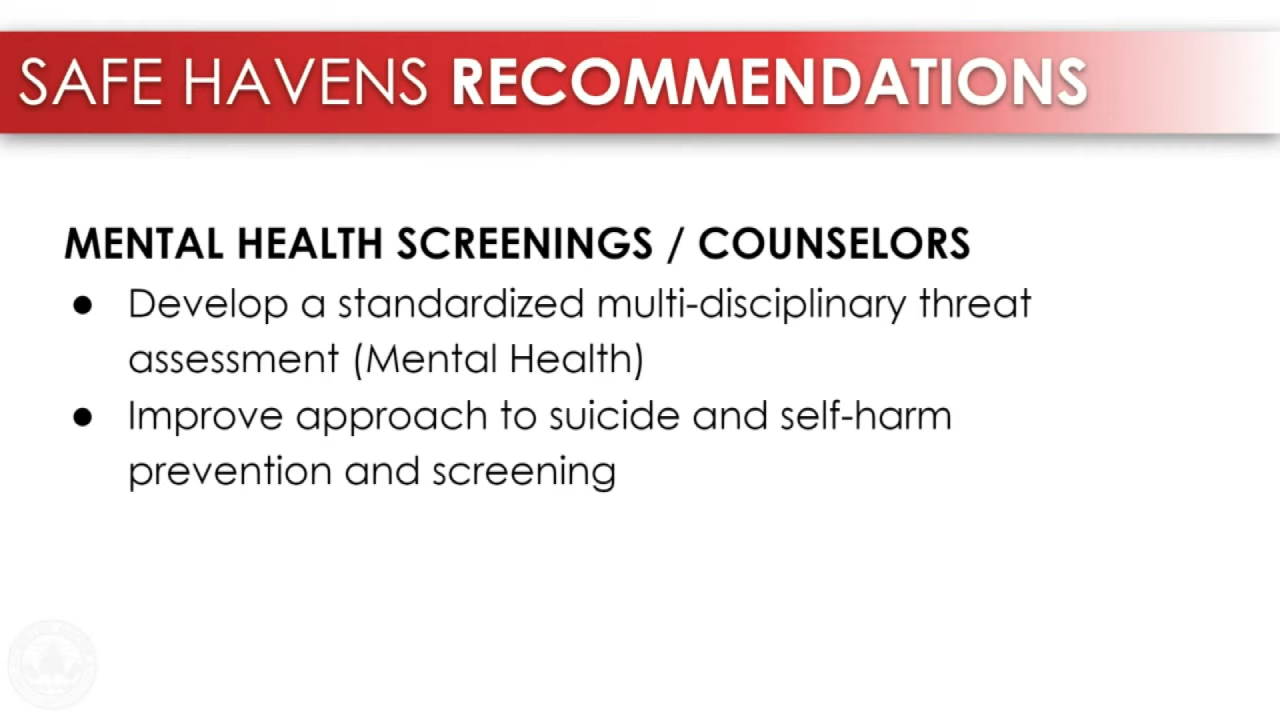 SAFE HAVENS RECOMMENDATIONS
MENTAL HEALTH SCREENINGS / COUNSELORS
● Develop a standardized multi-disciplinary threat
assessment (Mental Health)
● Improve approach to suicide and self-harm
prevention and screening